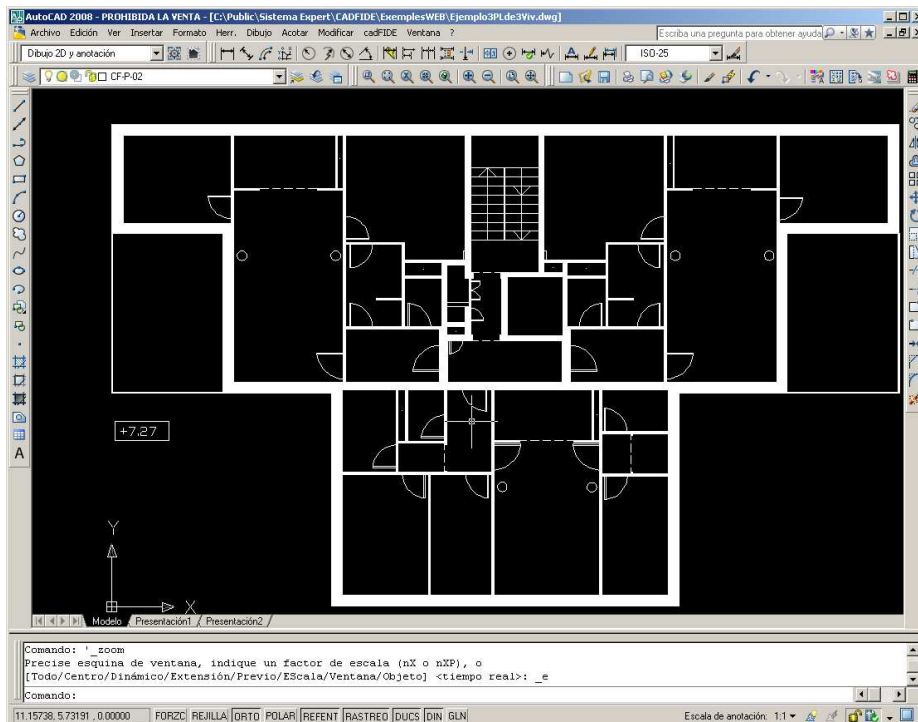 AutoCAD 2008 - PROHIBIDA LA VENTA - [C:\Public\Sistema Expert\CADFIDE\ExemplesWEB\Ejemplo3PLde3Viv.dwg]
Archivo Edición Ver Insertar Formato Herr. Dibujo Acotar Modificar cadFIDE Ventana ?
Escriba una pregunta para obtener ayuda
Dibujo 2D y anotación
ISO-25
CF-P-02
A
+7.27
Y
X
Modelo Presentación1 Presentación2
Comando: '_zoom
Precise esquina de ventana, indique un factor de escala (nX o nXP), o
[Todo/Centro/Dinámico/Extensión/Previo/EScala/Ventana/Objeto] <tiempo real>: _e
Comando:
11.15738, 5.73191 , 0.00000 FORZC REJILLA ORTO POLAR REFENT RASTREO DUCS DIN GLN Escala de anotación: 1:1